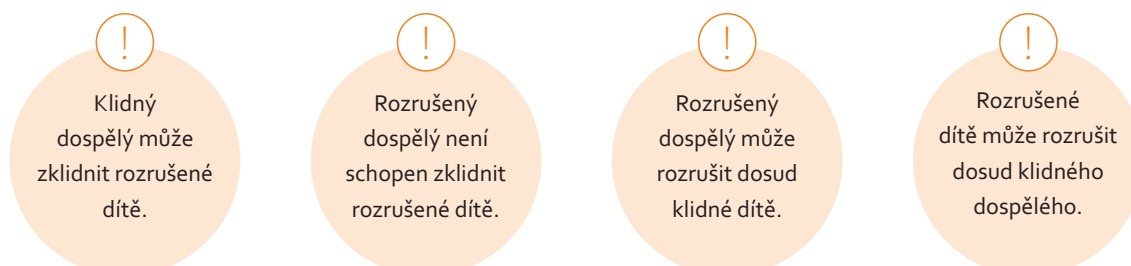 !
Klidný
dospělý může
zklidnit rozrušené
dítě.
!
Rozrušený
dospělý není
schopen zklidnit
rozrušené dítě.
!
Rozrušený
dospělý může
rozrušit dosud
klidné dítě.
!
Rozrušené
dítě může rozrušit
dosud klidného
dospělého.